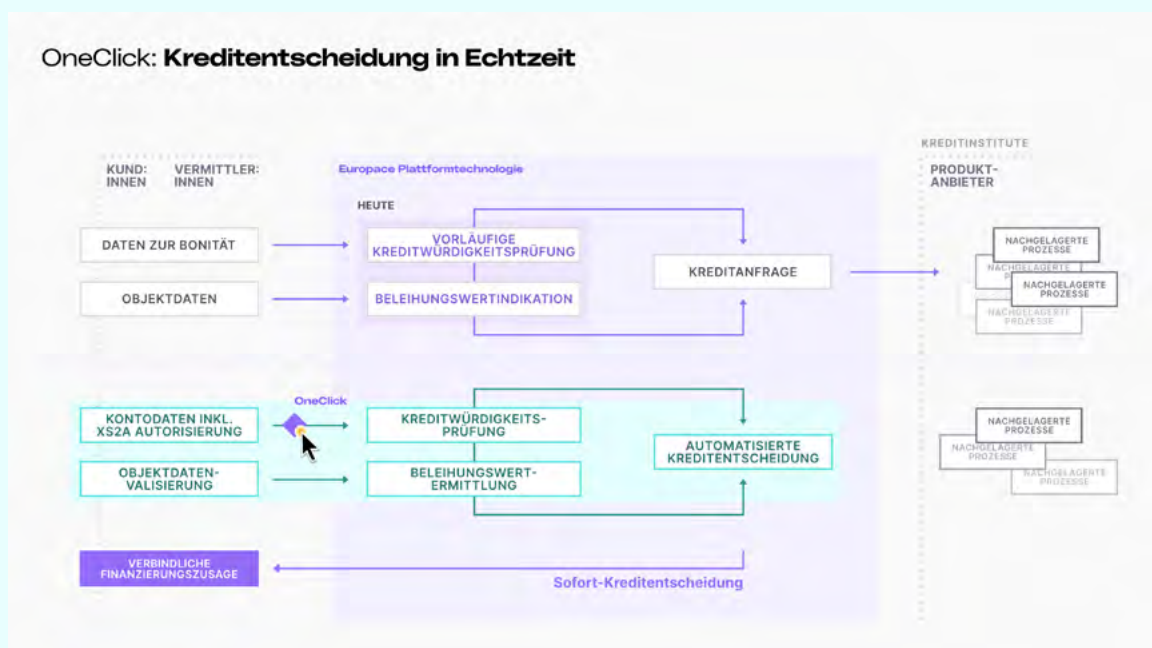 OneClick: Kreditentscheidung in Echtzeit
KREDITINSTITUTE
KUND:
INNEN
VERMITTLER:
INNEN
Europace Plattformtechnologie
PRODUKT-
ANBIETER
HEUTE
DATEN ZUR BONITÄT
VORLÄUFIGE
KREDITWÜRDIGKEITSPRÜFUNG
OBJEKTDATEN
BELEIHUNGSWERTINDIKATION
KREDITANFRAGE
NACHGELAGERTE
PROZESSE
NACHGELAGERTE
NACHGELAGERTE
PROZESSE
NACHGELAGERTE
PROZESSE
OneClick
KONTODATEN INKL.
XS2A AUTORISIERUNG
KREDITWÜRDIGKEITS-
PRÜFUNG
OBJEKTDATEN-
VALISIERUNG
BELEIHUNGSWERT-
ERMITTLUNG
AUTOMATISIERTE
KREDITENTSCHEIDUNG
NACHGELAGERTE
PROZESSE
NACHGELAGERTE
PROZESSE
NACHGELAGERTE
PROZESSE
VERBINDLICHE
FINANZIERUNGSZUSAGE
Sofort-Kreditentscheidung